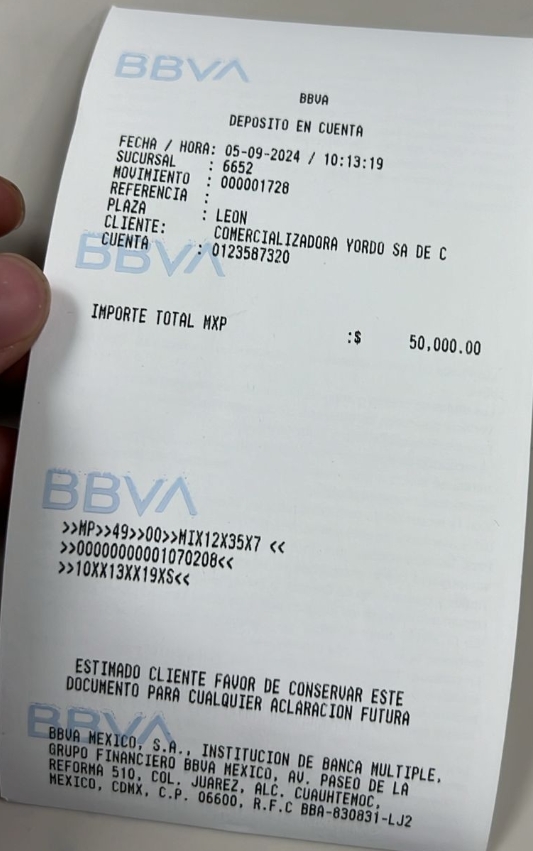 BBVA
BBVA
DEPOSITO EN CUENTA
FECHA / HORA: 05-09-2024 / 10:13:19
SUCURSAL : 6652
MOVIMIENTO : 000001728
REFERENCIA :
PLAZA : LEON
CLIENTE: COMERCIALIZADORA YORDO SA DE C
CUENTA : 0123587320
BBVA
IMPORTE TOTAL MXP :$ 50,000.00
BBVA
>>MP>>49>>00>>MIX12X35X7 <<
>>00000000001070208<<
>>10XX13XX19XS<<
ESTIMADO CLIENTE FAVOR DE CONSERVAR ESTE
DOCUMENTO PARA CUALQUIER ACLARACION FUTURA
BBVA
BBVA MEXICO, S.A., INSTITUCION DE BANCA MULTIPLE,
GRUPO FINANCIERO BBVA MEXICO, AV. PASEO DE LA
REFORMA 510, COL. JUAREZ, ALC. CUAUHTEMOC,
MEXICO, CDMX, C.P. 06600, R.F.C BBA-830831-LJ2